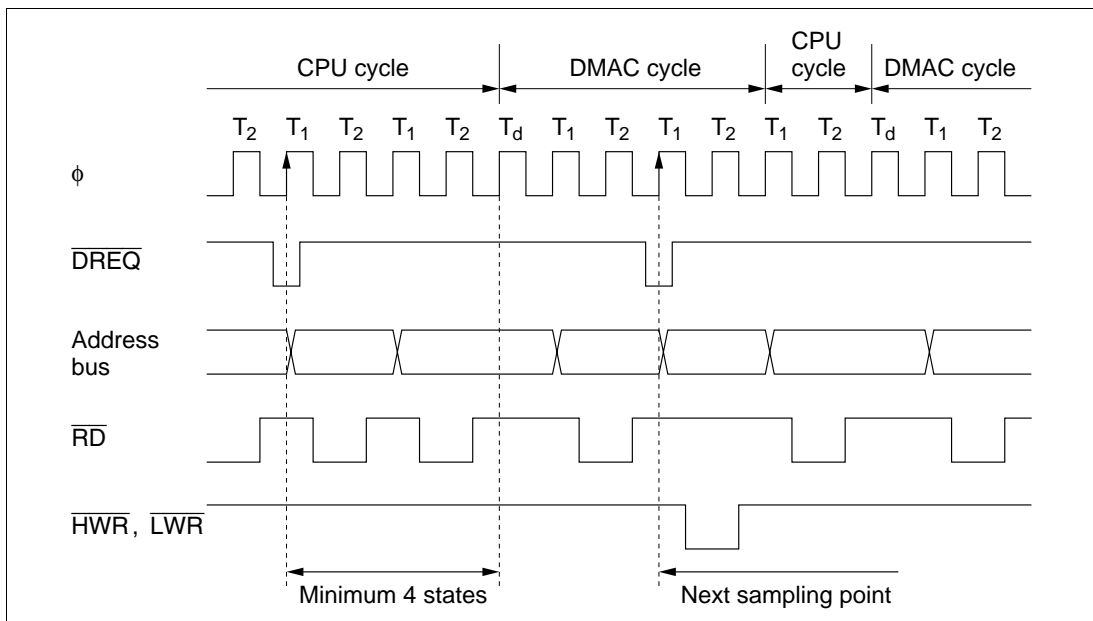 CPU cycle DMAC cycle CPU cycle DMAC cycle
T2 T1 T2 T1 T2 Td T1 T2 T1 T2 T1 T2 Td T1 T2
φ
DREQ
Address
bus
RD
HWR, LWR
Minimum 4 states Next sampling point